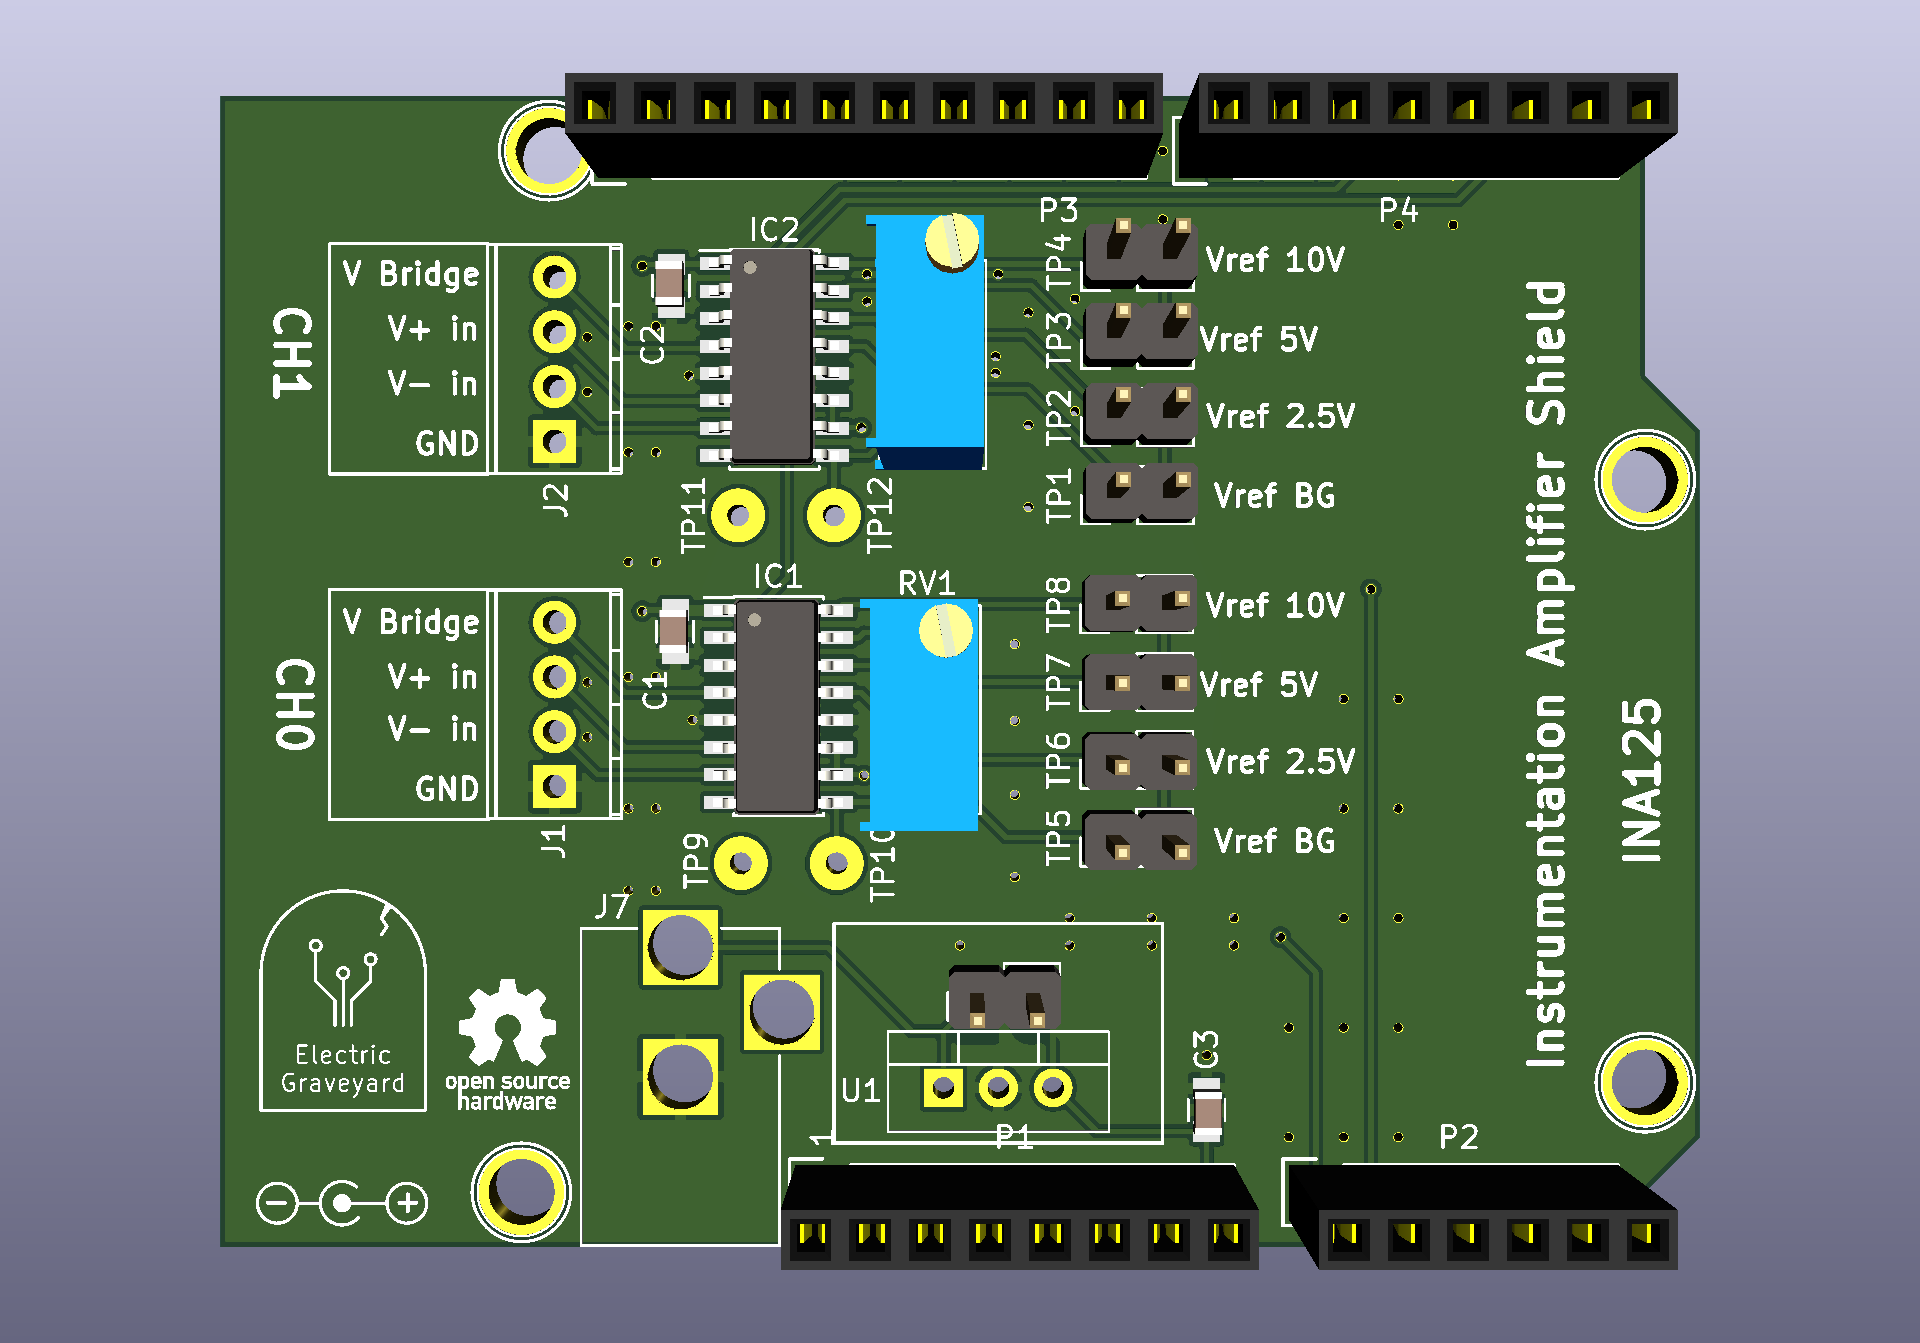 P3
P4
IC2
TP4
Vref 10V
V Bridge
V+ in
V- in
GND
CH1
C2
TP3
Vref 5V
TP2
Vref 2.5V
TP1
Vref BG
J2
TP11
TP12
IC1
RV1
TP8
Vref 10V
V Bridge
V+ in
V- in
GND
CH0
C1
TP7
Vref 5V
TP6
Vref 2.5V
TP5
Vref BG
J1
TP9
TP10
Instrumentation Amplifier Shield
INA125
J7
Electric
Graveyard
open source
hardware
U1
C3
1
P1
P2